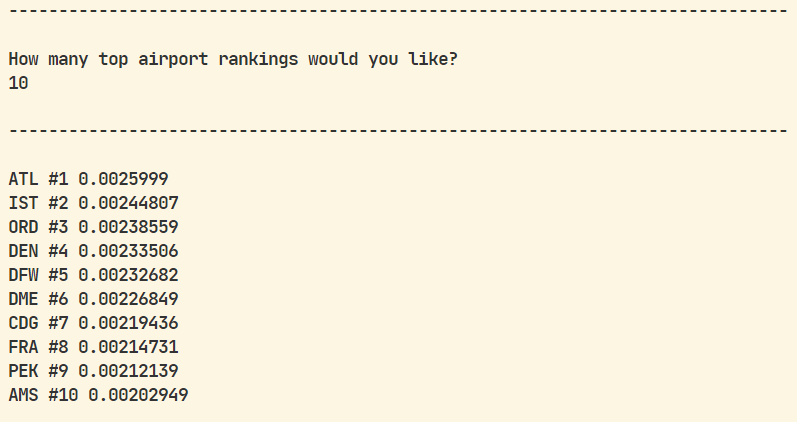 ------------------------------------------------------------------------------
How many top airport rankings would you like?
10
------------------------------------------------------------------------------
ATL #1 0.0025999
IST #2 0.00244807
ORD #3 0.00238559
DEN #4 0.00233506
DFW #5 0.00232682
DME #6 0.00226849
CDG #7 0.00219436
FRA #8 0.00214731
PEK #9 0.00212139
AMS #10 0.00202949